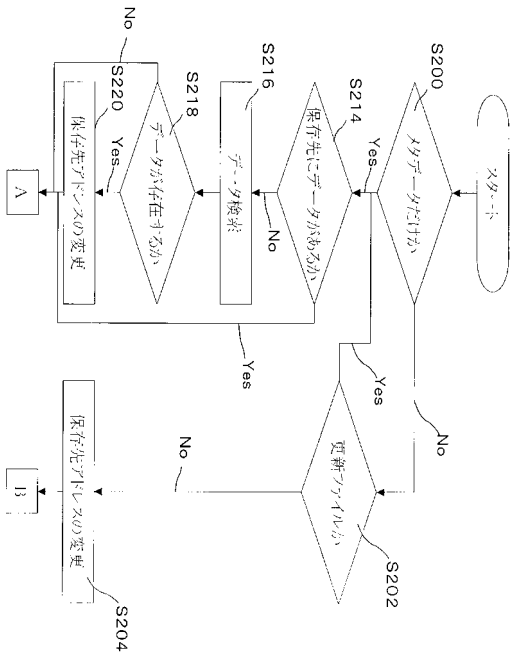 スタート
S200
メタデータだけか
Yes
No
S202
更新ファイルか
Yes
No
S214
保存先にデータがあるか
No
Yes
S216
データ検索
S218
データが存在するか
Yes
No
S220
保存先アドレスの変更
A
S204
保存先アドレスの変更
B